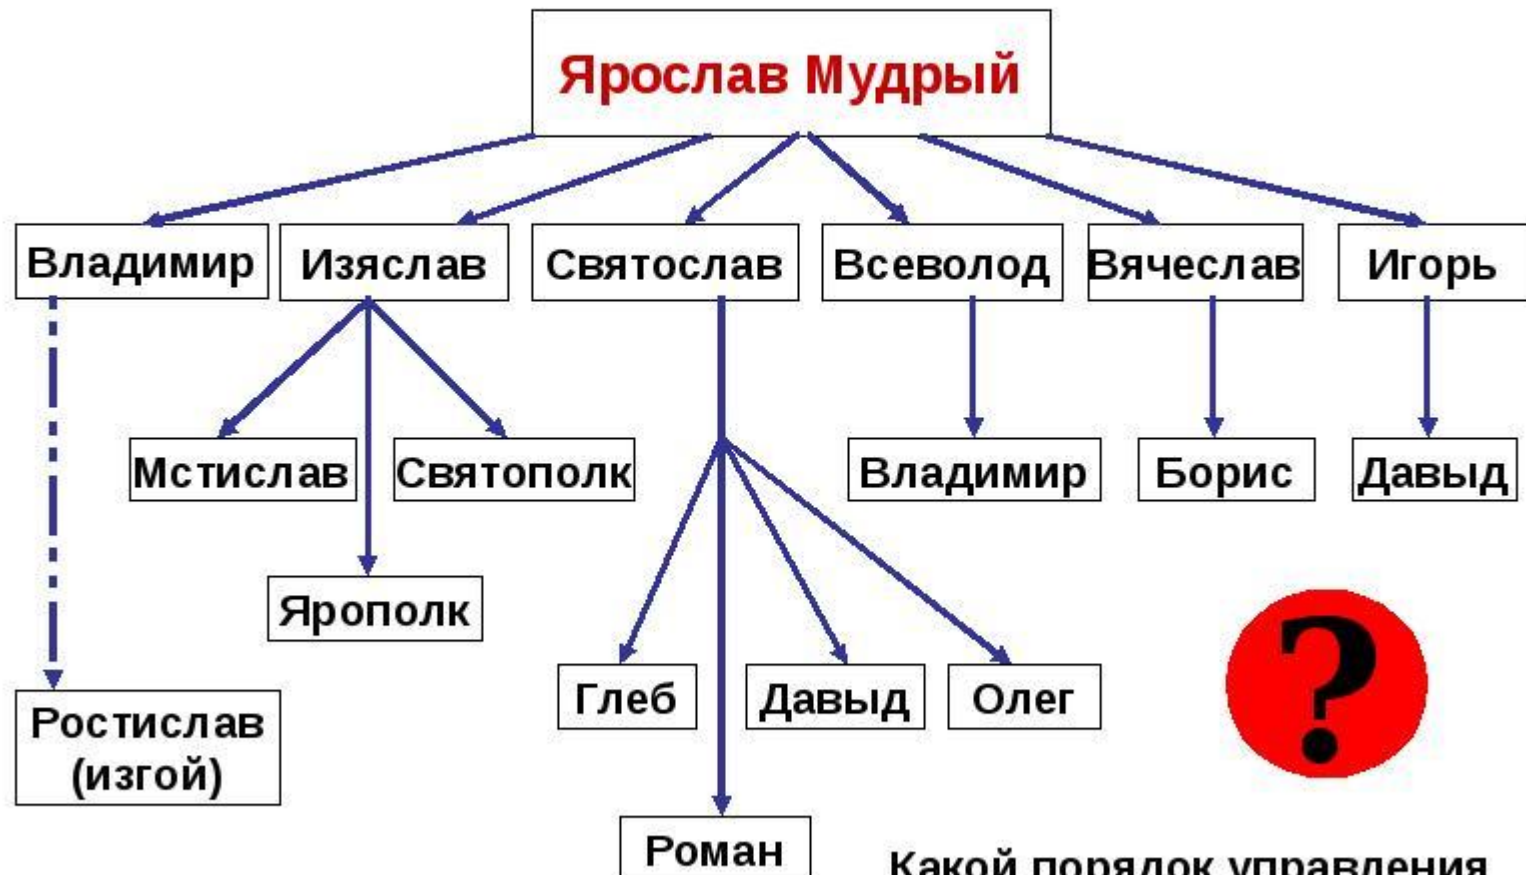 Ярослав Мудрый
Владимир
Изяслав
Святослав
Всеволод
Вячеслав
Игорь
Мстислав
Святополк
Владимир
Борис
Давыд
Ярополк
Глеб
Давыд
Олег
Ростислав
(изгой)
?
Роман
Какой порядок управления